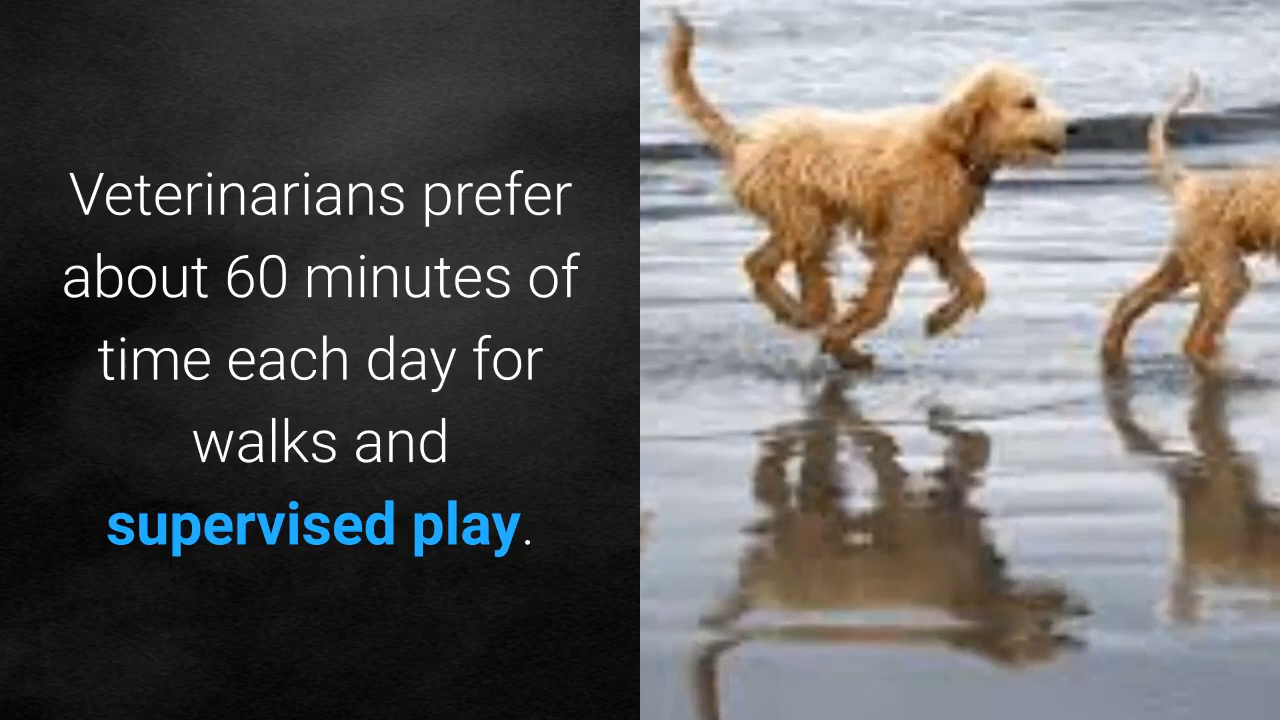 Veterinarians prefer
about 60 minutes of
time each day for
walks and
supervised play.